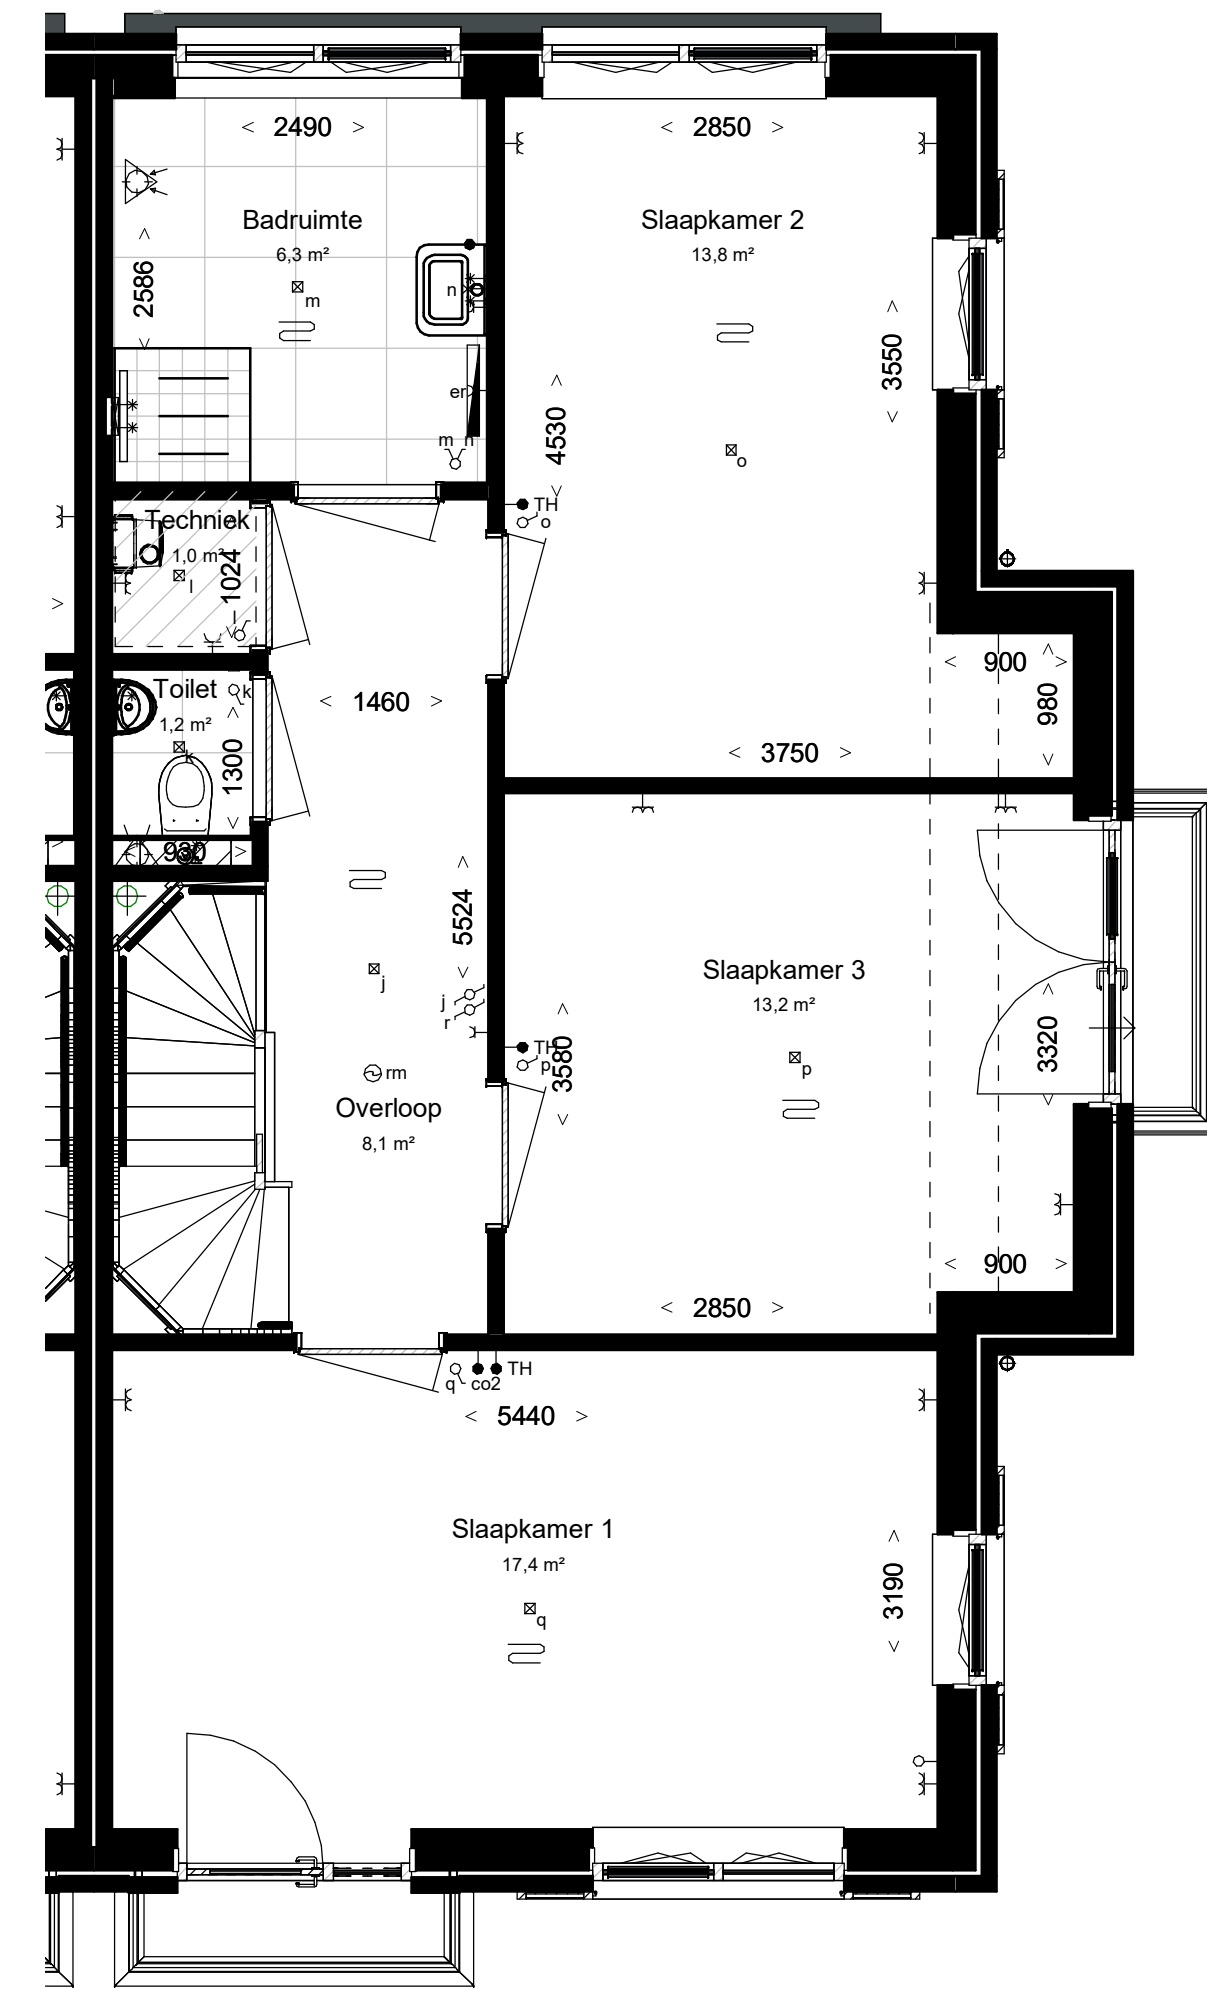 < 2490 >
< 2850 >
Badruimte
6,3 m²
m
< 2586 >
n
er
m n
Slaapkamer 2
13,8 m²
< 3550 >
< 4530 >
o
TH
o
Techniek
1,0 m²
l
< 1024 >
>
Toilet
1,2 m²
k
k
< 1300 >
930 >
< 1460 >
< 900 >
< 980 >
< 3750 >
< 5524 >
j
j
r
rm
Overloop
8,1 m²
Slaapkamer 3
13,2 m²
p
TH
p
< 3580 >
< 3320 >
< 900 >
< 2850 >
q co2 TH
< 5440 >
Slaapkamer 1
17,4 m²
q
< 3190 >